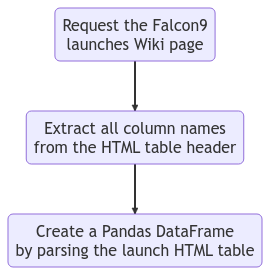 Request the Falcon9
launches Wiki page
Extract all column names
from the HTML table header
Create a Pandas DataFrame
by parsing the launch HTML table